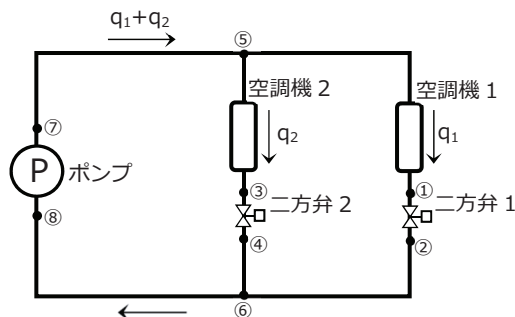 q₁+q₂
⑤
空調機 2
空調機 1
⑦
q₂
q₁
P
ポンプ
③
①
⑧
二方弁 2
二方弁 1
④
②
⑥